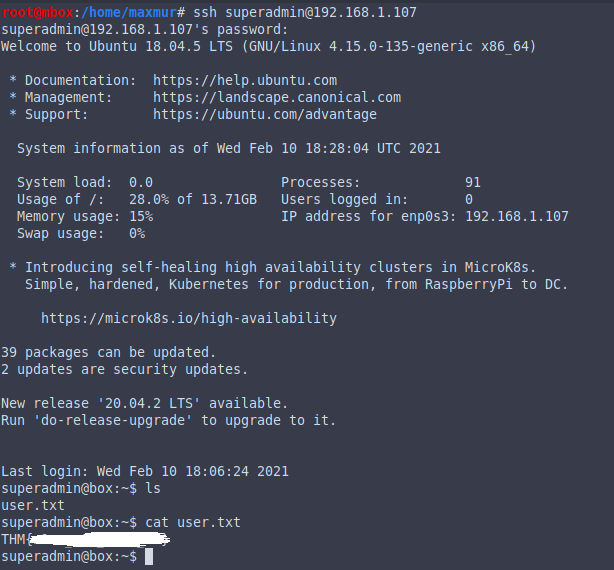 root@mbox:/home/maxmur# ssh superadmin@192.168.1.107
superadmin@192.168.1.107's password:
Welcome to Ubuntu 18.04.5 LTS (GNU/Linux 4.15.0-135-generic x86_64)

 * Documentation:  https://help.ubuntu.com
 * Management:     https://landscape.canonical.com
 * Support:        https://ubuntu.com/advantage

  System information as of Wed Feb 10 18:28:04 UTC 2021

  System load:  0.0                Processes:              91
  Usage of /:   28.0% of 13.71GB   Users logged in:        0
  Memory usage: 15%                IP address for enp0s3: 192.168.1.107
  Swap usage:   0%

 * Introducing self-healing high availability clusters in MicroK8s.
   Simple, hardened, Kubernetes for production, from RaspberryPi to DC.

     https://microk8s.io/high-availability

39 packages can be updated.
2 updates are security updates.

New release '20.04.2 LTS' available.
Run 'do-release-upgrade' to upgrade to it.


Last login: Wed Feb 10 18:06:24 2021
superadmin@box:~$ ls
user.txt
superadmin@box:~$ cat user.txt
THM{
superadmin@box:~$